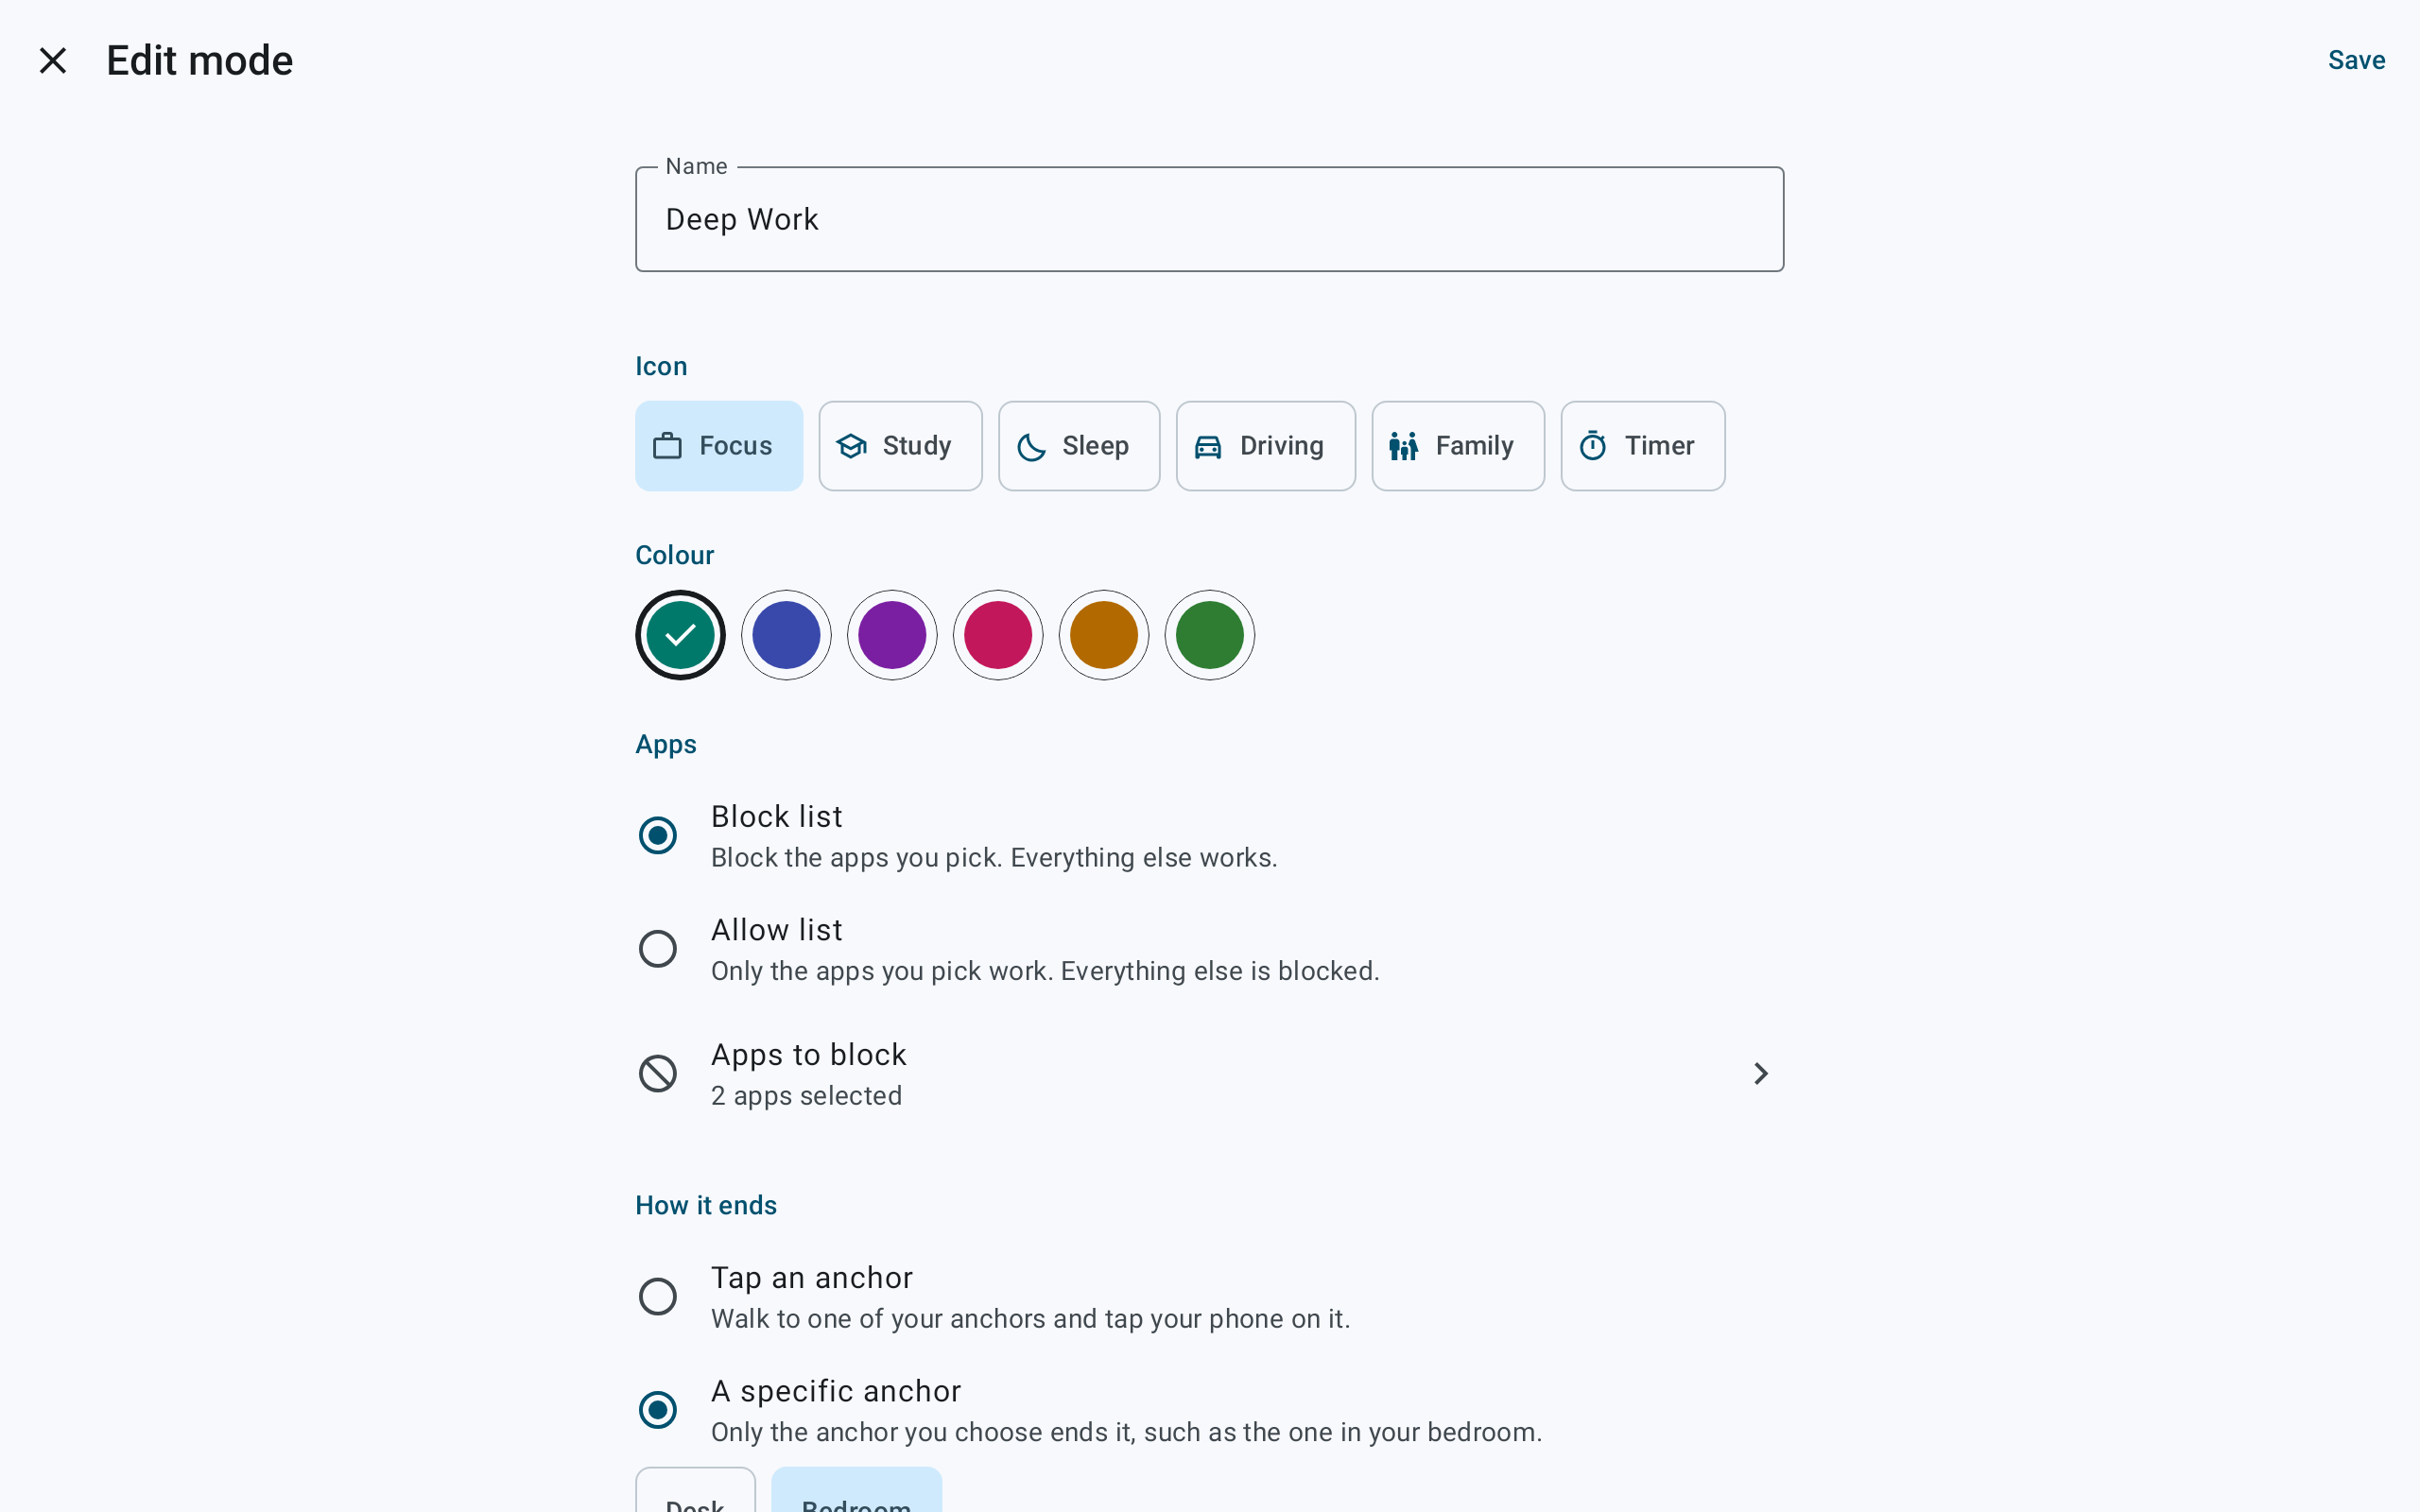 Edit mode
Save
Name
Deep Work
Icon
Focus
Study
Sleep
Driving
Family
Timer
Colour
Apps
Block list
Block the apps you pick. Everything else works.
Allow list
Only the apps you pick work. Everything else is blocked.
Apps to block
2 apps selected
How it ends
Tap an anchor
Walk to one of your anchors and tap your phone on it.
A specific anchor
Only the anchor you choose ends it, such as the one in your bedroom.
Desk
Bedroom